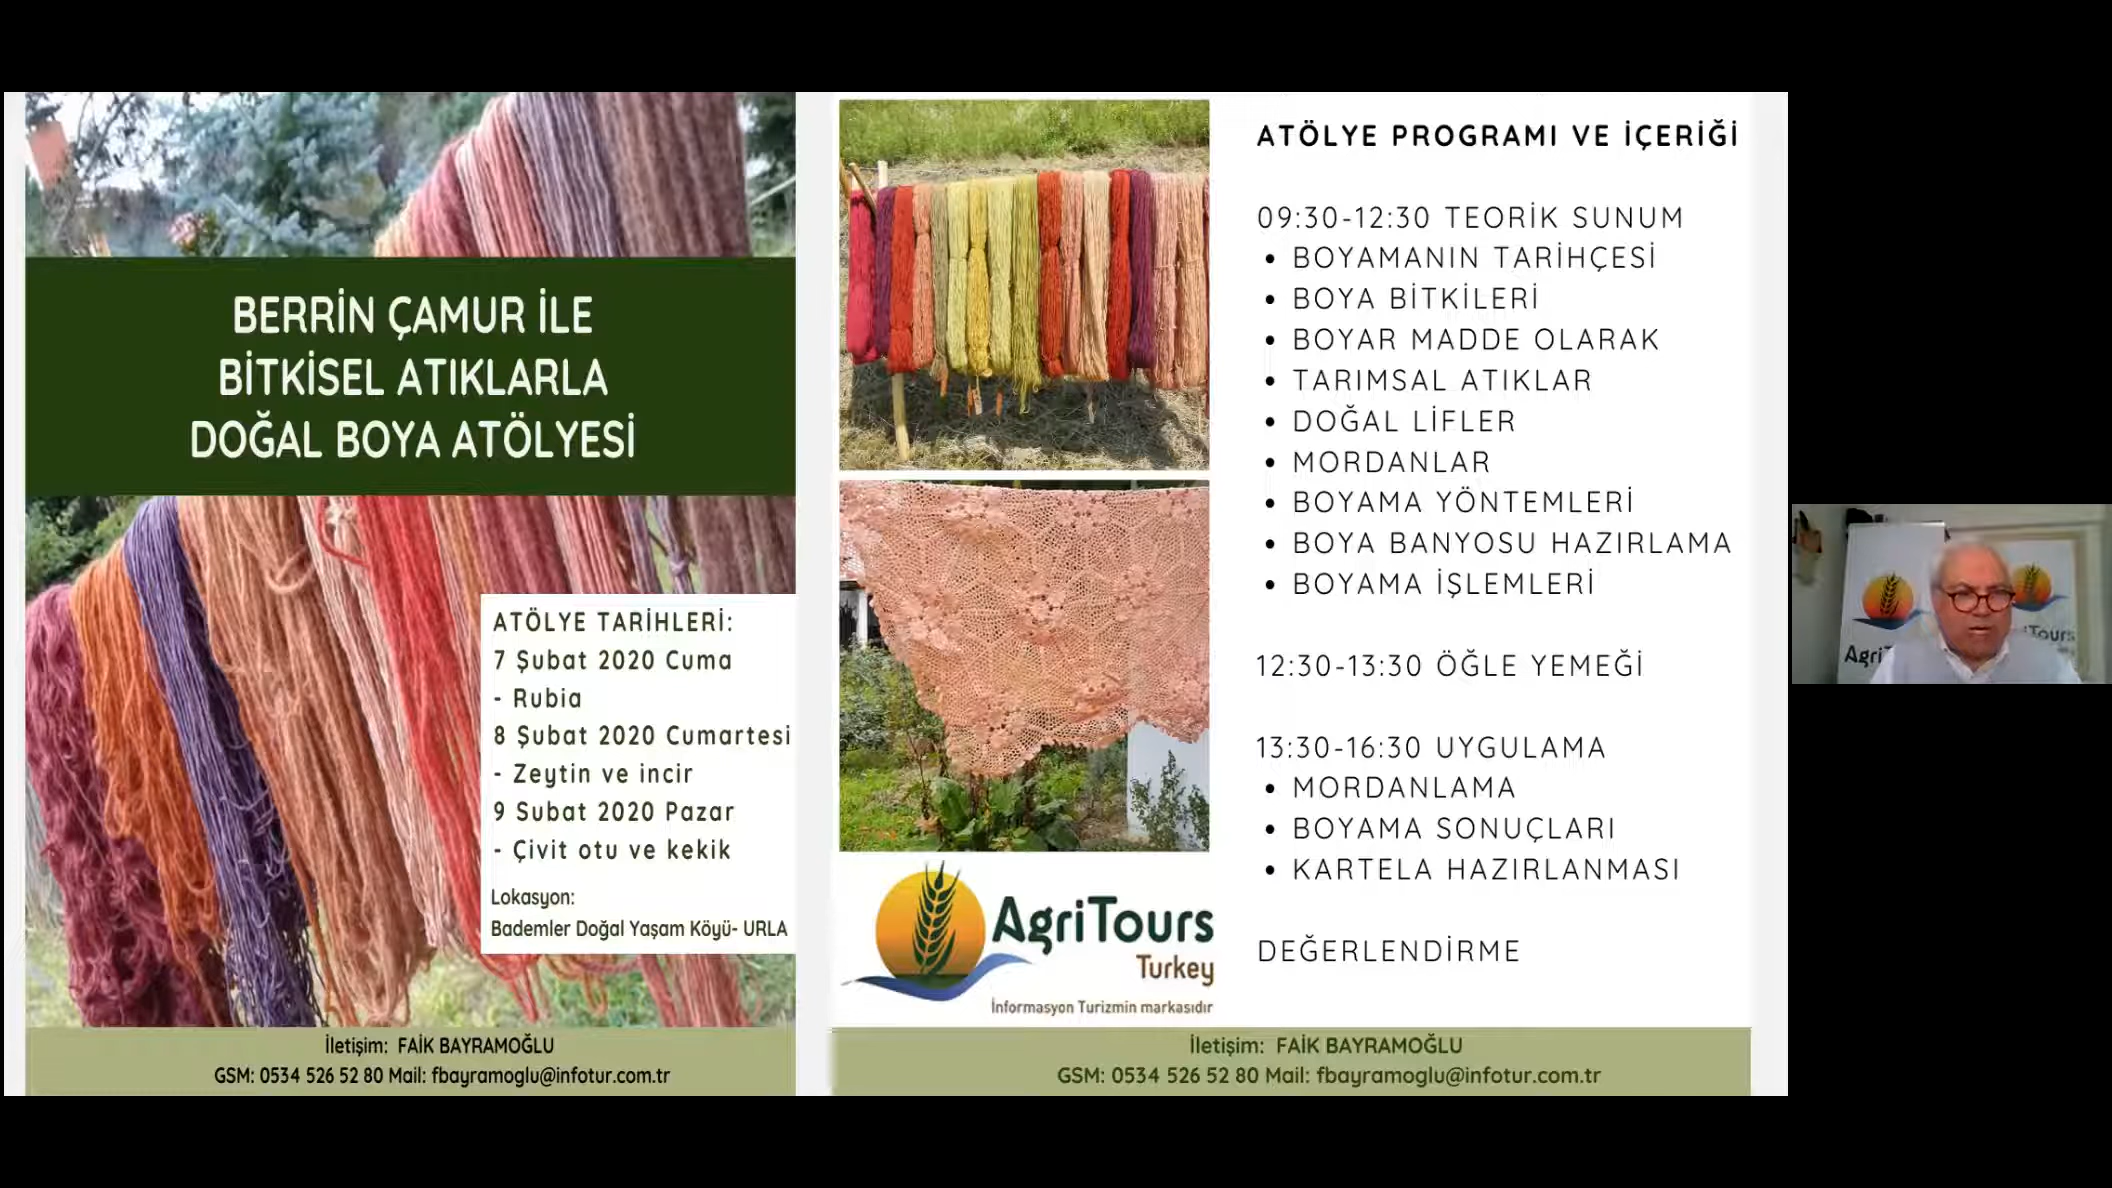 BERRİN ÇAMUR İLE
BİTKİSEL ATIKLARLA
DOĞAL BOYA ATÖLYESİ
ATÖLYE TARİHLERİ:
7 Şubat 2020 Cuma
- Rubia
8 Şubat 2020 Cumartesi
- Zeytin ve incir
9 Subat 2020 Pazar
- Çivit otu ve kekik
Lokasyon:
Bademler Doğal Yaşam Köyü- URLA
İletişim: FAİK BAYRAMOĞLU
GSM: 0534 526 52 80 Mail: fbayramoglu@infotur.com.tr
AgriTours
Turkey
İnformasyon Turizmin markasıdır
ATÖLYE PROGRAMI VE İÇERİĞİ
09:30-12:30 TEORİK SUNUM
• BOYAMANIN TARİHÇESİ
• BOYA BİTKİLERİ
• BOYAR MADDE OLARAK
• TARIMSAL ATIKLAR
• DOĞAL LİFLER
• MORDANLAR
• BOYAMA YÖNTEMLERİ
• BOYA BANYOSU HAZIRLAMA
• BOYAMA İŞLEMLERİ
12:30-13:30 ÖĞLE YEMEĞİ
13:30-16:30 UYGULAMA
• MORDANLAMA
• BOYAMA SONUÇLARI
• KARTELA HAZIRLANMASI
DEĞERLENDİRME
İletişim: FAİK BAYRAMOĞLU
GSM: 0534 526 52 80 Mail: fbayramoglu@infotur.com.tr